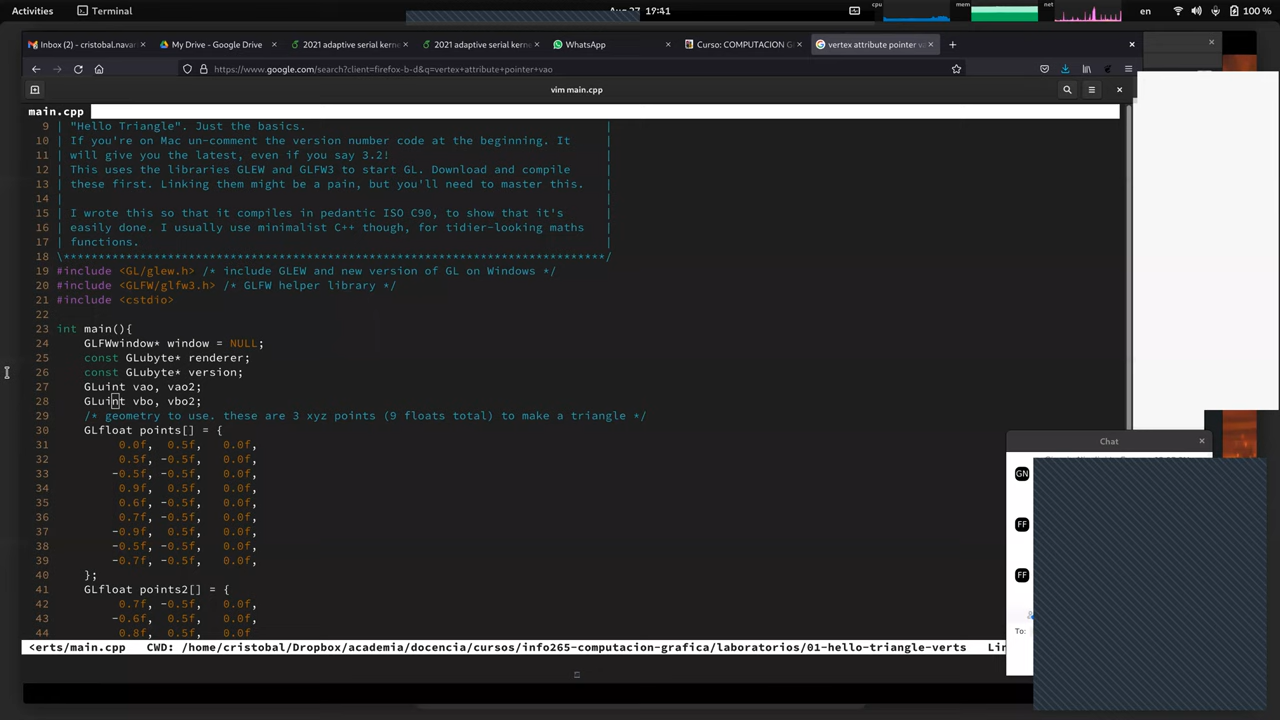 Activities
Terminal
Aug 27 19:41
cpu
mem
net
en
100 %
Inbox (2) - cristobal.navar
My Drive - Google Drive
2021 adaptive serial kerne
2021 adaptive serial kerne
WhatsApp
Curso: COMPUTACION G
vertex attribute pointer va
https://www.google.com/search?client=firefox-b-d&q=vertex+attribute+pointer+vao
vim main.cpp
main.cpp
9 | "Hello Triangle". Just the basics. |
10 | If you're on Mac un-comment the version number code at the beginning. It |
11 | will give you the latest, even if you say 3.2! |
12 | This uses the libraries GLEW and GLFW3 to start GL. Download and compile |
13 | these first. Linking them might be a pain, but you'll need to master this. |
14 | |
15 | I wrote this so that it compiles in pedantic ISO C90, to show that it's |
16 | easily done. I usually use minimalist C++ though, for tidier-looking maths |
17 | functions. |
18 \******************************************************************************/
19 #include <GL/glew.h> /* include GLEW and new version of GL on Windows */
20 #include <GLFW/glfw3.h> /* GLFW helper library */
21 #include <cstdio>
22
23 int main(){
24 GLFWwindow* window = NULL;
25 const GLubyte* renderer;
26 const GLubyte* version;
27 GLuint vao, vao2;
28 GLuint vbo, vbo2;
29 /* geometry to use. these are 3 xyz points (9 floats total) to make a triangle */
30 GLfloat points[] = {
31 0.0f, 0.5f, 0.0f,
32 0.5f, -0.5f, 0.0f,
33 -0.5f, -0.5f, 0.0f,
34 0.9f, 0.5f, 0.0f,
35 0.6f, -0.5f, 0.0f,
36 0.7f, -0.5f, 0.0f,
37 -0.9f, 0.5f, 0.0f,
38 -0.5f, -0.5f, 0.0f,
39 -0.7f, -0.5f, 0.0f,
40 };
41 GLfloat points2[] = {
42 0.7f, -0.5f, 0.0f,
43 -0.6f, -0.5f, 0.0f,
44 0.8f, 0.5f, 0.0f
<erts/main.cpp CWD: /home/cristobal/Dropbox/academia/docencia/cursos/info265-computacion-grafica/laboratorios/01-hello-triangle-verts Lin
Chat
GN
FF
FF
To: